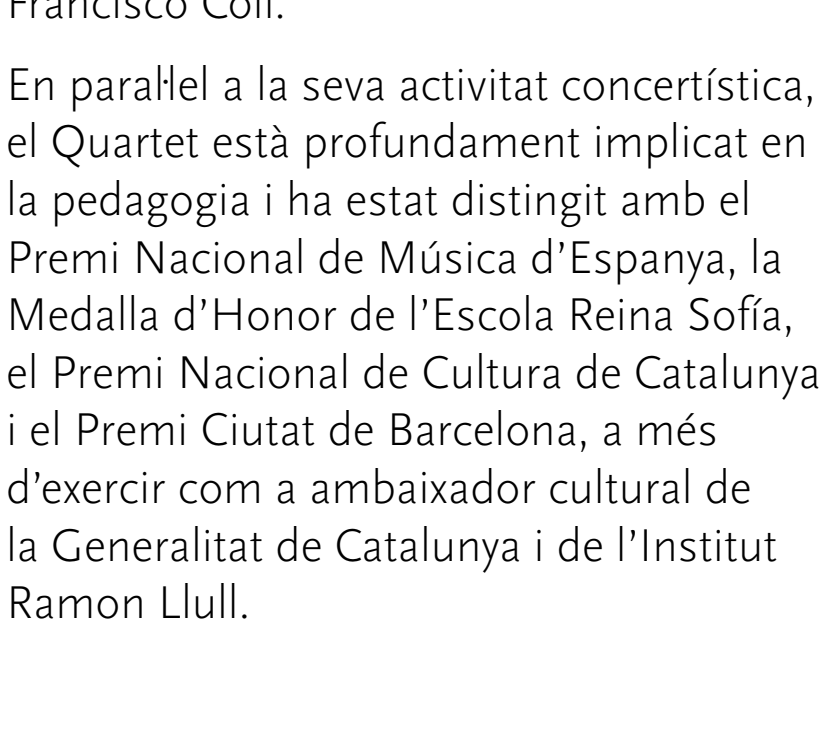 Francisco Coll.
En paral·lel a la seva activitat concertística,
el Quartet està profundament implicat en
la pedagogia i ha estat distingit amb el
Premi Nacional de Música d’Espanya, la
Medalla d’Honor de l’Escola Reina Sofía,
el Premi Nacional de Cultura de Catalunya
i el Premi Ciutat de Barcelona, a més
d’exercir com a ambaixador cultural de
la Generalitat de Catalunya i de l’Institut
Ramon Llull.